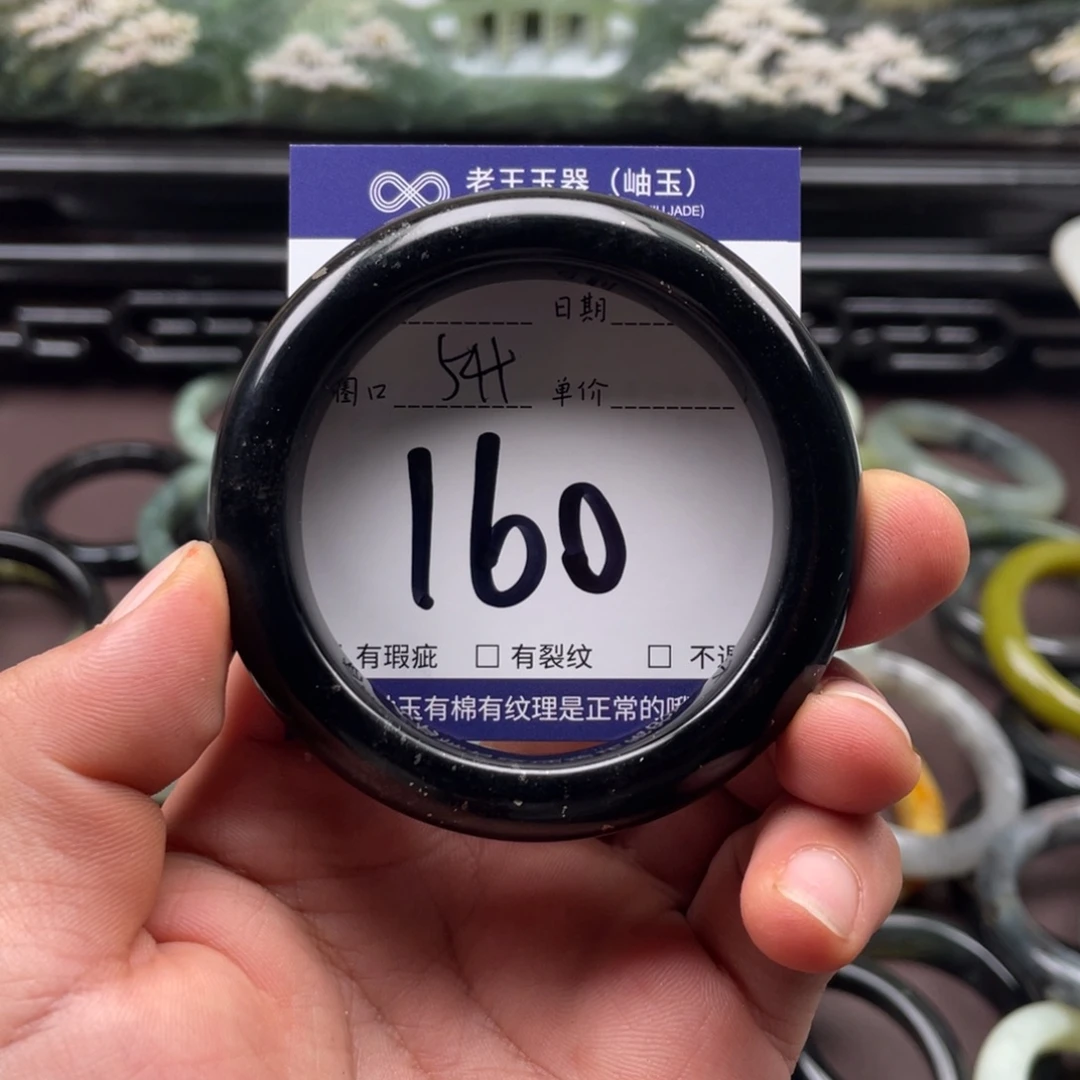 老王玉器（岫玉）
JADE)
日期
圈口 54 单价
160
有瑕疵 □ 有裂纹 □ 不退
玉有棉有纹理是正常的哦